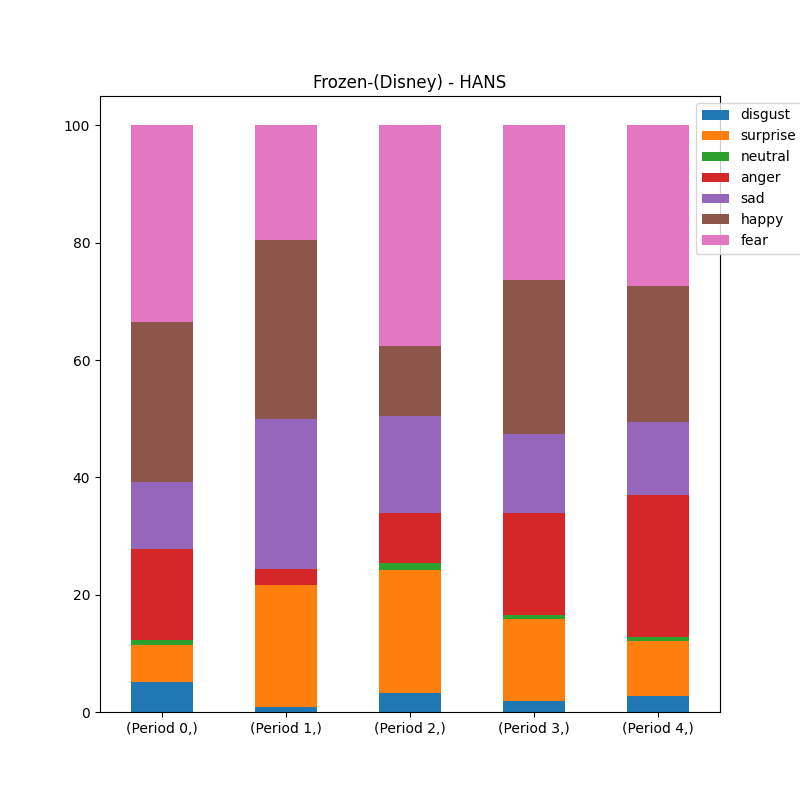 Frozen-(Disney) - HANS
disgust
surprise
neutral
anger
sad
happy
fear
100
80
60
40
20
0
(Period 0,)
(Period 1,)
(Period 2,)
(Period 3,)
(Period 4,)